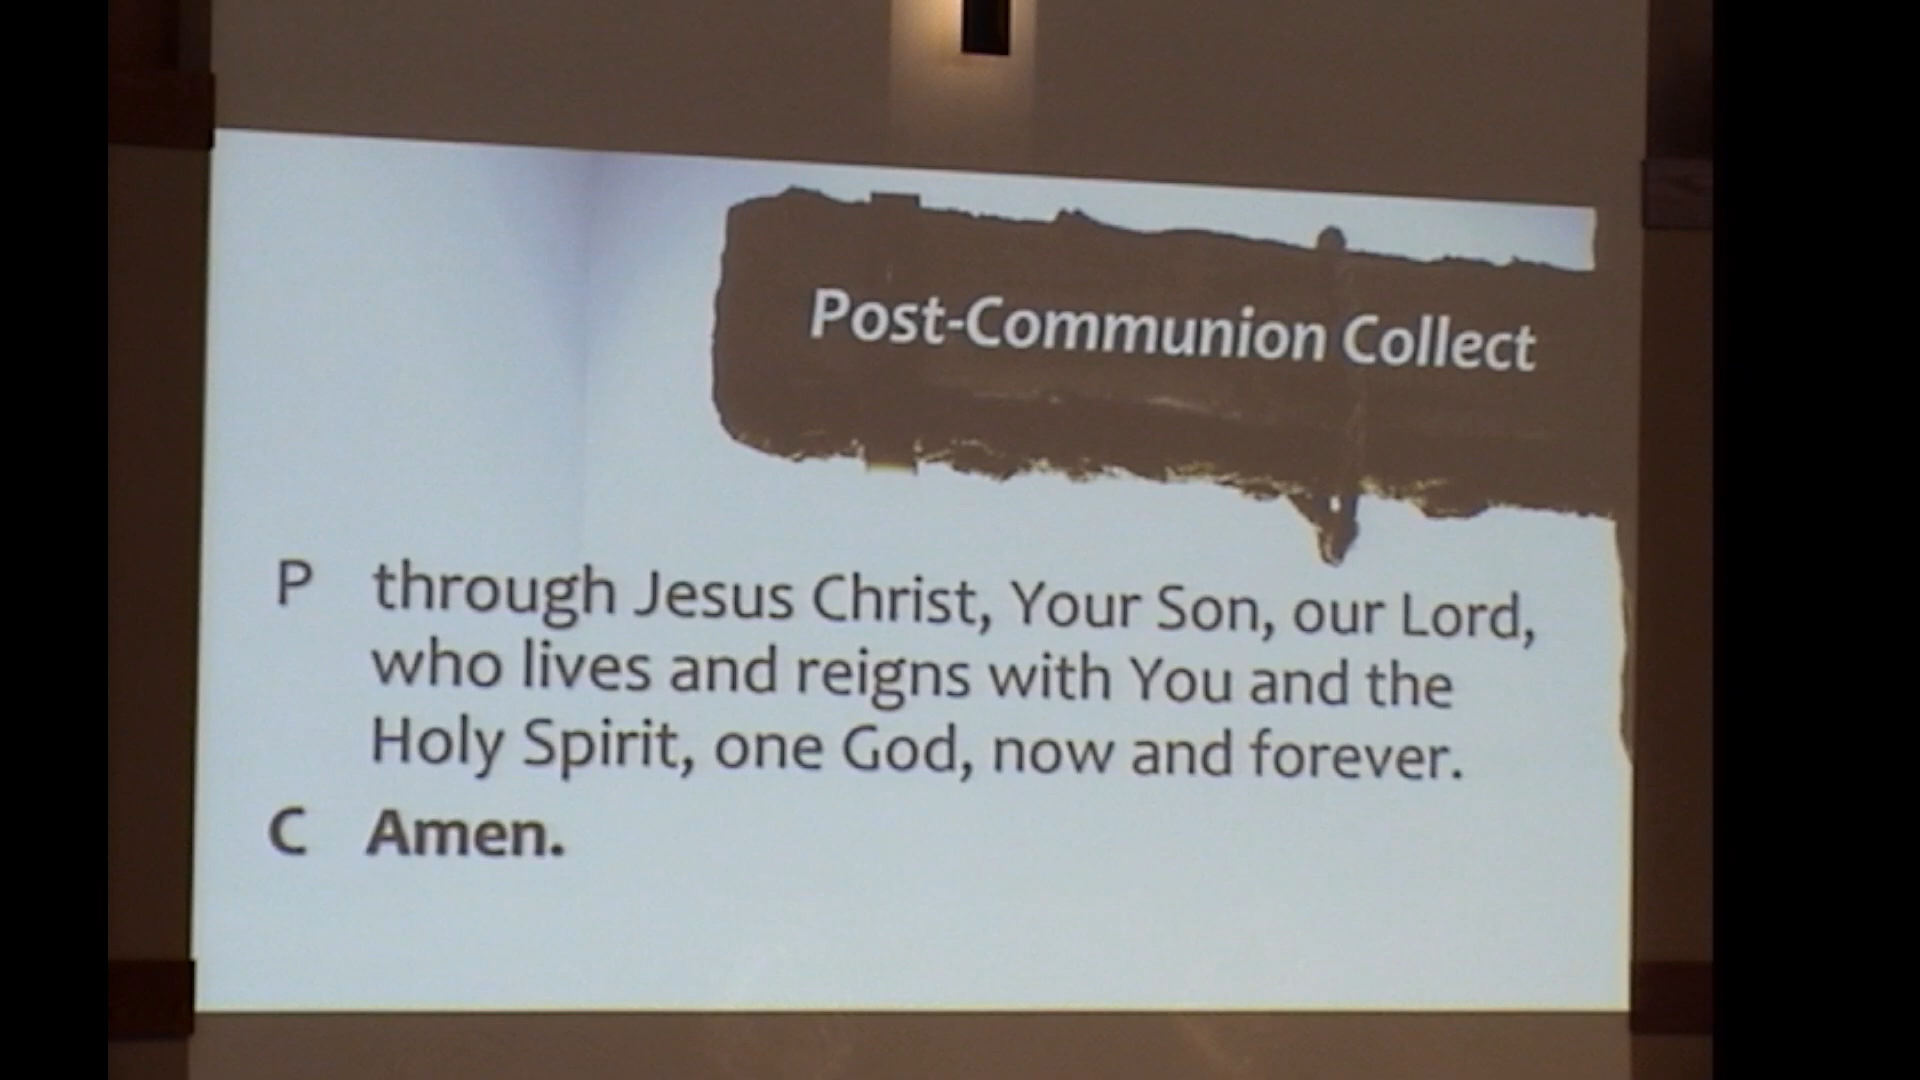 Post-Communion Collect
P through Jesus Christ, Your Son, our Lord,
who lives and reigns with You and the
Holy Spirit, one God, now and forever.
C Amen.